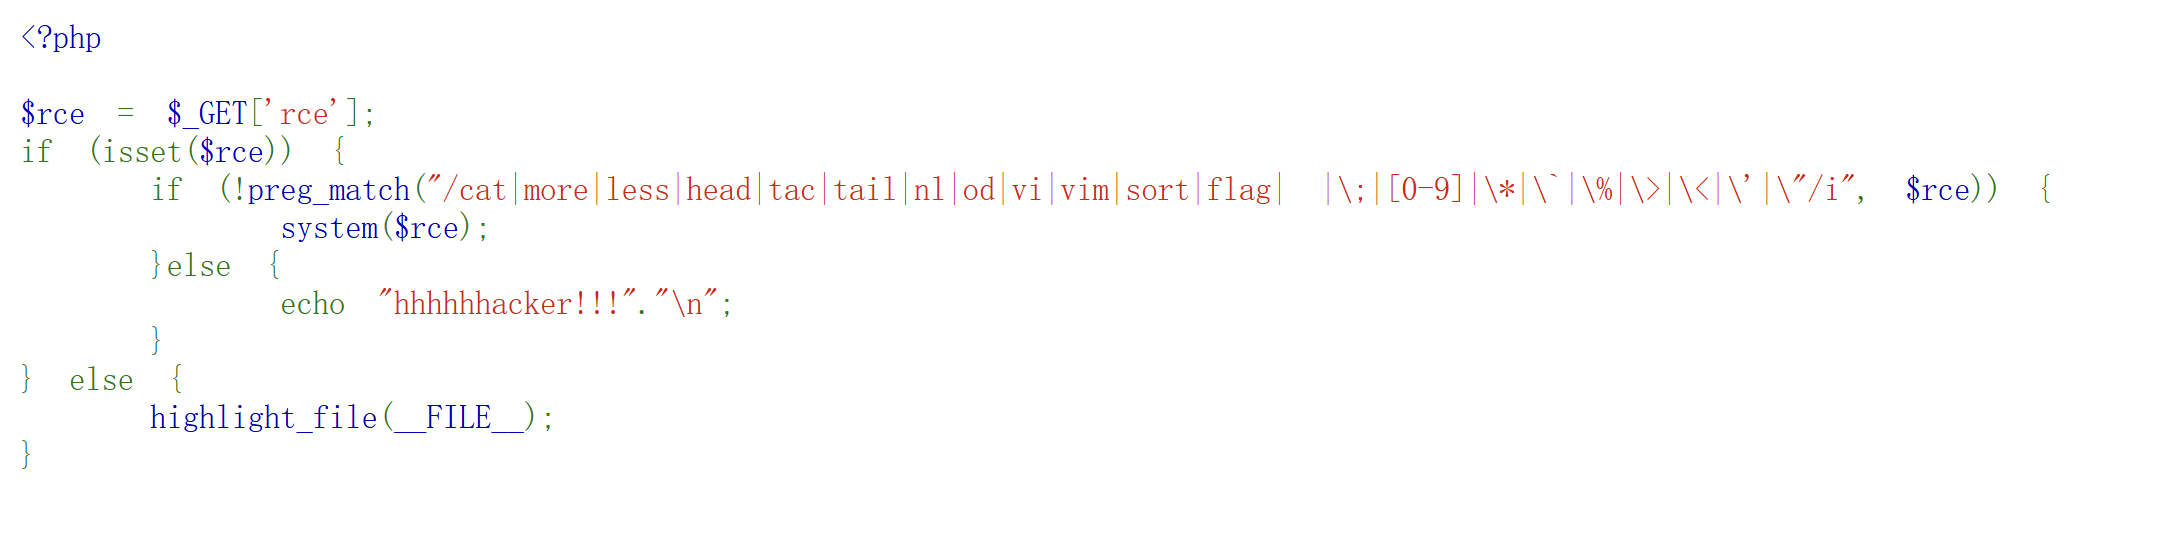 <?php

$rce = $_GET['rce'];
if (isset($rce)) {
        if (!preg_match("/cat|more|less|head|tac|tail|nl|od|vi|vim|sort|flag| |\;|[0-9]|\*|\`|\%|\>|\<|\'|\"/i", $rce)) {
                system($rce);
        }else {
                echo "hhhhhhacker!!!"."\n";
        }
} else {
        highlight_file(__FILE__);
}